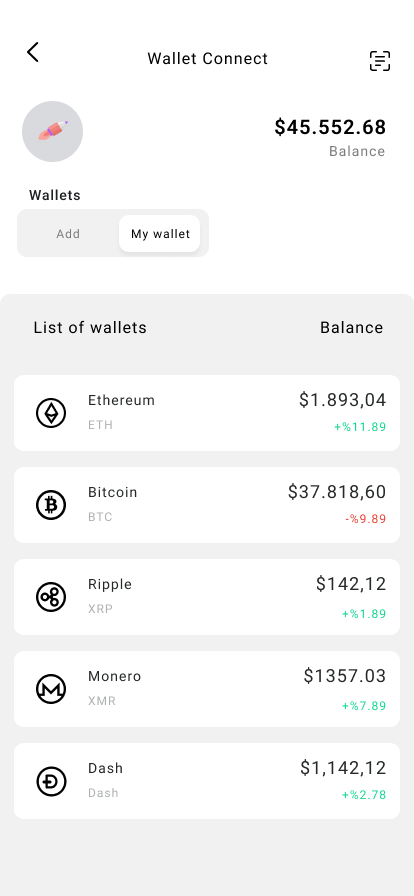 Wallet Connect
$45.552.68
Balance
Wallets
Add
My wallet
List of wallets
Balance
Ethereum
$1.893,04
ETH
+%11.89
Bitcoin
$37.818,60
BTC
-%9.89
Ripple
$142,12
XRP
+%1.89
Monero
$1357.03
XMR
+%7.89
Dash
$1,142,12
Dash
+%2.78